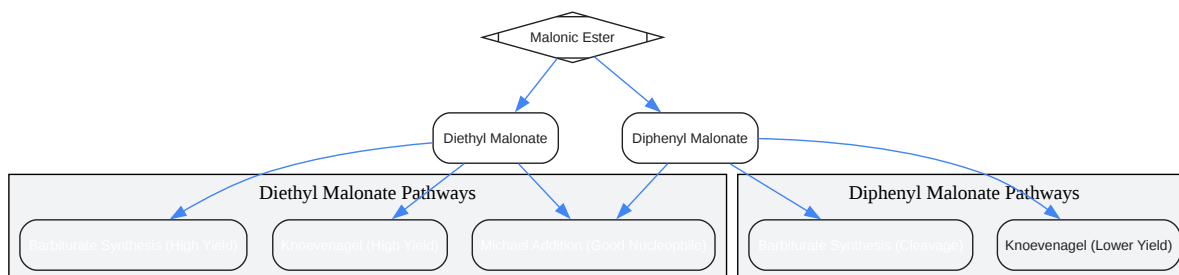 Malonic Ester
Diethyl Malonate
Diphenyl Malonate
Diethyl Malonate Pathways
Diphenyl Malonate Pathways
Barbiturate Synthesis (High Yield)
Knoevenagel (High Yield)
Michael Addition (Good Nucleophile)
Barbiturate Synthesis (Cleavage)
Knoevenagel (Lower Yield)